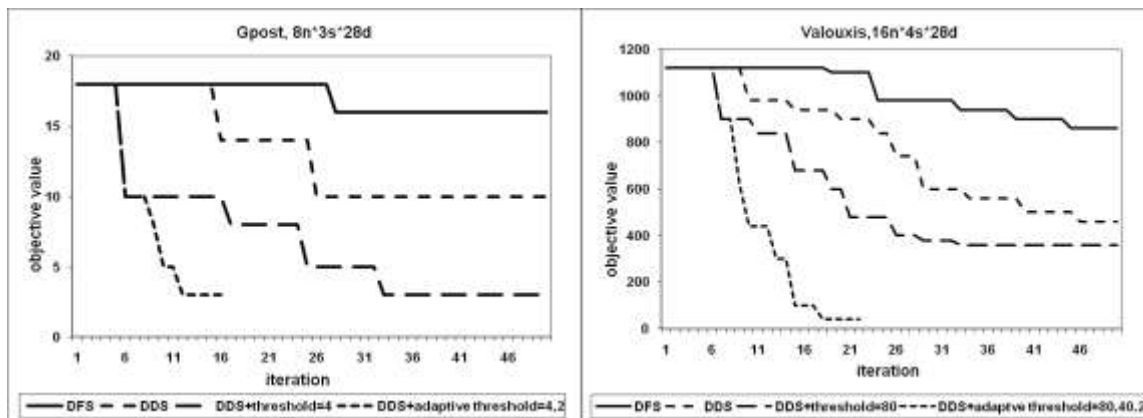 Gpost, 8n*3s*28d
20
15
10
5
0
objective value
1 6 11 16 21 26 31 36 41 46
iteration
DFS DDS DDS+threshold=4 DDS+adaptive threshold=4,2
Valouxis,16n*4s*28d
1200
1000
800
600
400
200
0
objective value
1 6 11 16 21 26 31 36 41 46
iteration
DFS DDS DDS+threshold=80 DDS+adaptive threshold=80,40,